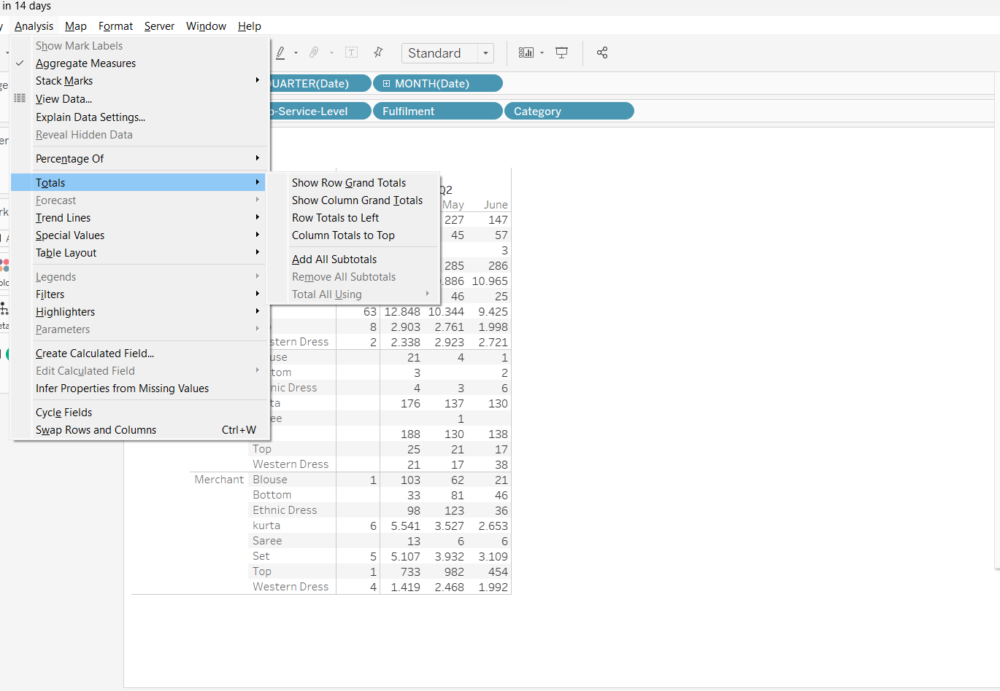 in 14 days
y Analysis Map Format Server Window Help
Show Mark Labels
Aggregate Measures
Stack Marks
View Data...
Explain Data Settings...
Reveal Hidden Data
Percentage Of
Totals
Forecast
Trend Lines
Special Values
Table Layout
Legends
Filters
Highlighters
Parameters
Create Calculated Field...
Edit Calculated Field
Infer Properties from Missing Values
Cycle Fields
Swap Rows and Columns Ctrl+W
Show Row Grand Totals
Show Column Grand Totals
Row Totals to Left
Column Totals to Top
Add All Subtotals
Remove All Subtotals
Total All Using
T Standard
UARTER(Date) MONTH(Date)
-Service-Level Fulfilment Category
Q2
May June
227 147
45 57
3
285 286
.886 10.965
46 25
63 12.848 10.344 9.425
8 2.903 2.761 1.998
stern Dress 2 2.338 2.923 2.721
use 21 4 1
tom 3 2
nic Dress 4 3 6
ta 176 137 130
ee 1
188 130 138
Top 25 21 17
Western Dress 21 17 38
Merchant Blouse 1 103 62 21
Bottom 33 81 46
Ethnic Dress 98 123 36
kurta 6 5.541 3.527 2.653
Saree 13 6 6
Set 5 5.107 3.932 3.109
Top 1 733 982 454
Western Dress 4 1.419 2.468 1.992